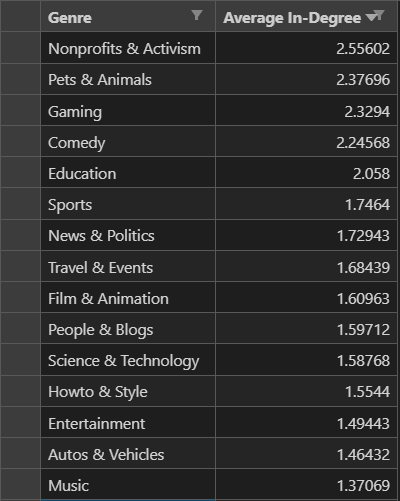 Genre Average In-Degree
Nonprofits & Activism 2.55602
Pets & Animals 2.37696
Gaming 2.3294
Comedy 2.24568
Education 2.058
Sports 1.7464
News & Politics 1.72943
Travel & Events 1.68439
Film & Animation 1.60963
People & Blogs 1.59712
Science & Technology 1.58768
Howto & Style 1.5544
Entertainment 1.49443
Autos & Vehicles 1.46432
Music 1.37069